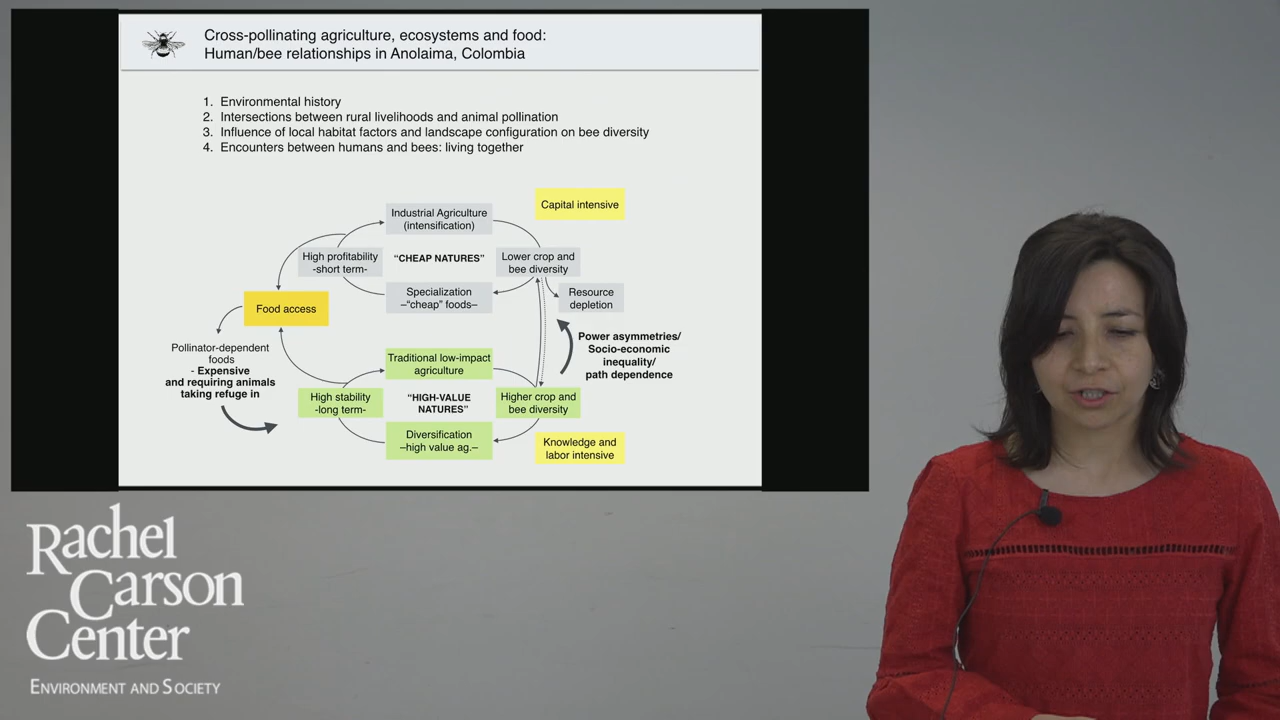 Cross-pollinating agriculture, ecosystems and food:
Human/bee relationships in Anolaima, Colombia
1. Environmental history
2. Intersections between rural livelihoods and animal pollination
3. Influence of local habitat factors and landscape configuration on bee diversity
4. Encounters between humans and bees: living together
Capital intensive
Industrial Agriculture
(intensification)
High profitability
-short term-
“CHEAP NATURES”
Lower crop and
bee diversity
Specialization
–“cheap” foods–
Resource
depletion
Food access
Power asymmetries/
Socio-economic
inequality/
path dependence
Pollinator-dependent
foods
- Expensive
and requiring animals
taking refuge in
Traditional low-impact
agriculture
High stability
-long term-
“HIGH-VALUE
NATURES”
Higher crop and
bee diversity
Diversification
–high value ag.–
Knowledge and
labor intensive
Rachel
Carson
Center
ENVIRONMENT AND SOCIETY